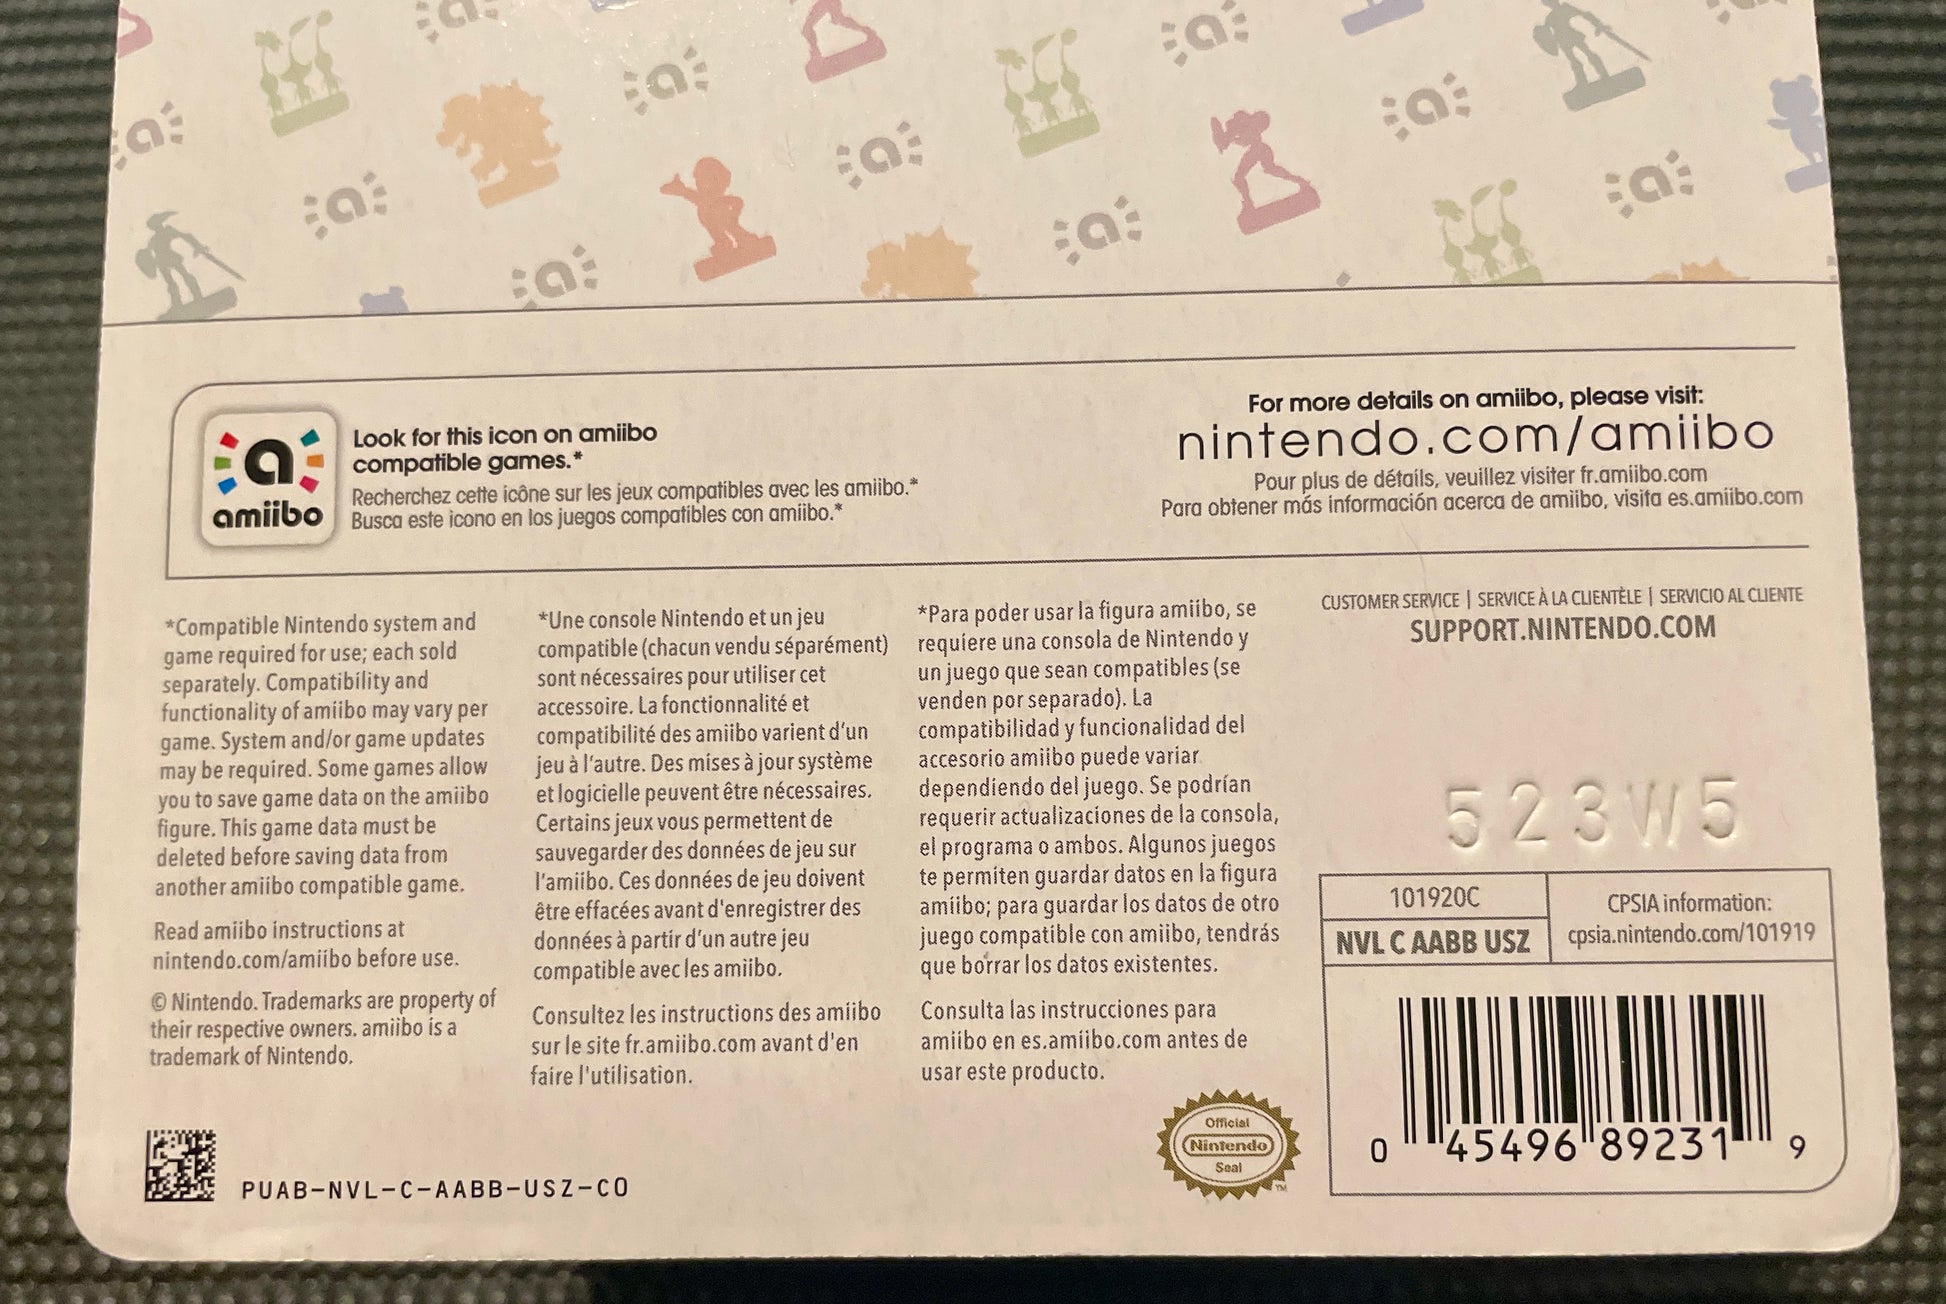 Look for this icon on amiibo
compatible games.*
Recherchez cette icône sur les jeux compatibles avec les amiibo.*
Busca este icono en los juegos compatibles con amiibo.*
amiibo
For more details on amiibo, please visit:
nintendo.com/amiibo
Pour plus de détails, veuillez visiter fr.amiibo.com
Para obtener más información acerca de amiibo, visita es.amiibo.com
*Compatible Nintendo system and
game required for use; each sold
separately. Compatibility and
functionality of amiibo may vary per
game. System and/or game updates
may be required. Some games allow
you to save game data on the amiibo
figure. This game data must be
deleted before saving data from
another amiibo compatible game.
Read amiibo instructions at
nintendo.com/amiibo before use.
© Nintendo. Trademarks are property of
their respective owners. amiibo is a
trademark of Nintendo.
*Une console Nintendo et un jeu
compatible (chacun vendu séparément)
sont nécessaires pour utiliser cet
accessoire. La fonctionnalité et
compatibilité des amiibo varient d'un
jeu à l'autre. Des mises à jour système
et logicielle peuvent être nécessaires.
Certains jeux vous permettent de
sauvegarder des données de jeu sur
l'amiibo. Ces données de jeu doivent
être effacées avant d'enregistrer des
données à partir d'un autre jeu
compatible avec les amiibo.
Consultez les instructions des amiibo
sur le site fr.amiibo.com avant d'en
faire l'utilisation.
*Para poder usar la figura amiibo, se
requiere una consola de Nintendo y
un juego que sean compatibles (se
venden por separado). La
compatibilidad y funcionalidad del
accesorio amiibo puede variar
dependiendo del juego. Se podrían
requerir actualizaciones de la consola,
el programa o ambos. Algunos juegos
te permiten guardar datos en la figura
amiibo; para guardar los datos de otro
juego compatible con amiibo, tendrás
que borrar los datos existentes.
Consulta las instrucciones para
amiibo en es.amiibo.com antes de
usar este producto.
CUSTOMER SERVICE | SERVICE À LA CLIENTÈLE | SERVICIO AL CLIENTE
SUPPORT.NINTENDO.COM
523W5
101920C
NVL C AABB USZ
CPSIA information:
cpsia.nintendo.com/101919
0 45496 89231 9
Official
Nintendo
Seal
TM
PUAB-NVL-C-AABB-USZ-C0